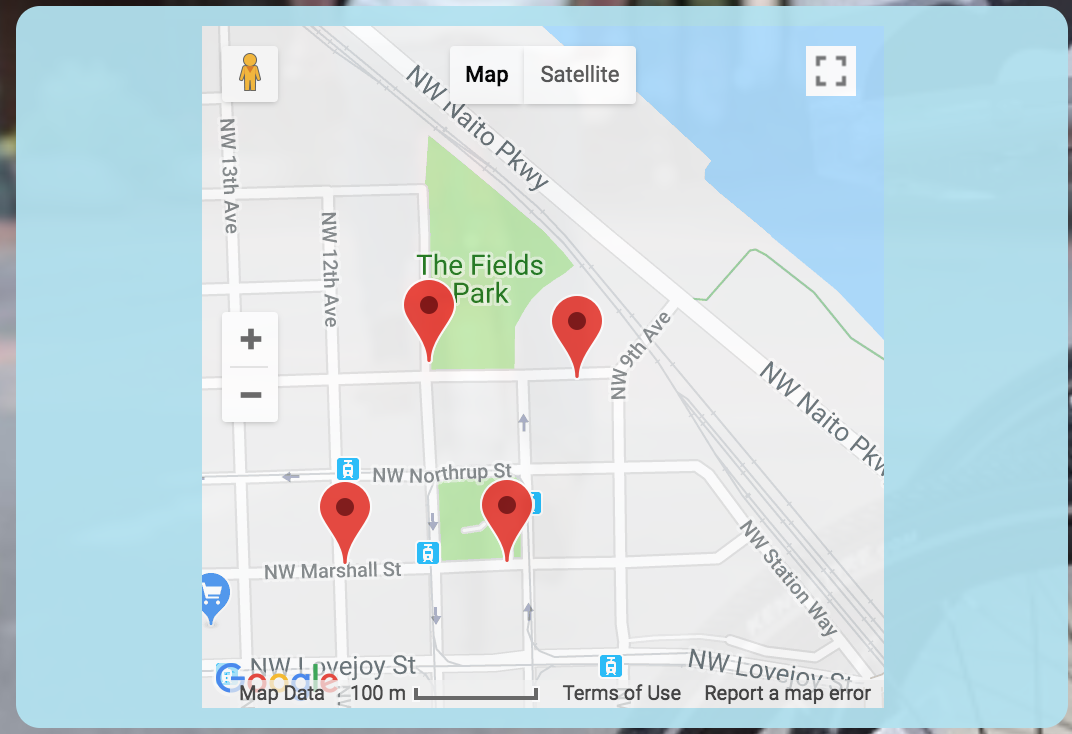 Map
Satellite
NW Naito Pkwy
NW 13th Ave
NW 12th Ave
The Fields
Park
NW 9th Ave
NW Naito Pkw
NW Northrup St
NW Station Way
NW Marshall St
NW Lovejoy St
NW Lovejoy St
Google
Map Data
100 m
Terms of Use
Report a map error